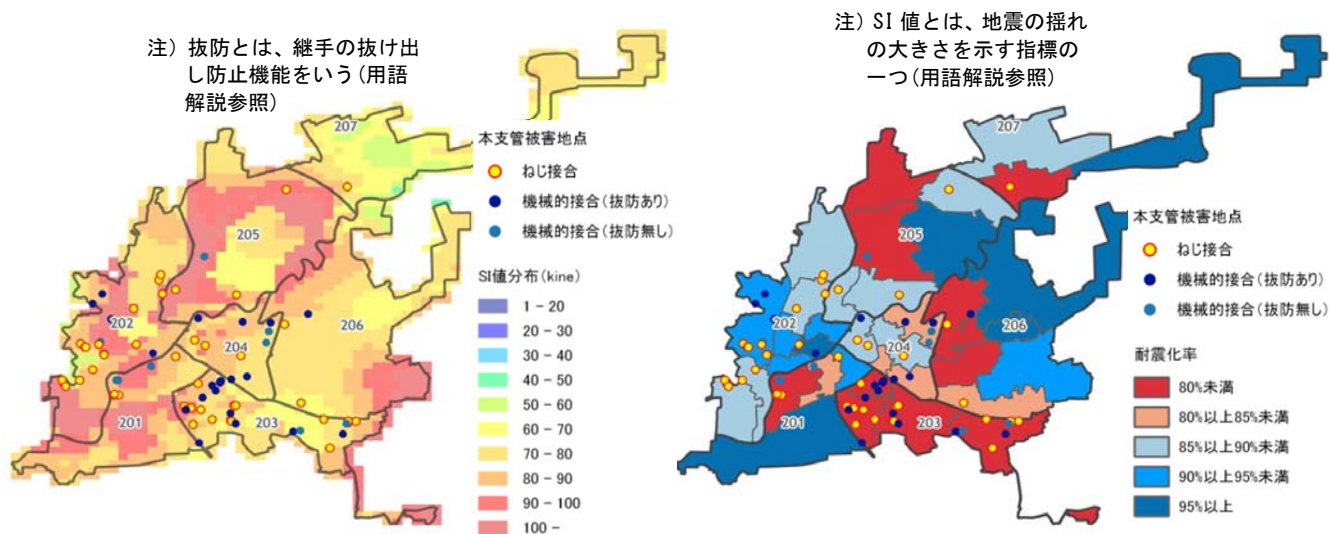 注) 抜防とは、継手の抜け出
し防止機能をいう(用語
解説参照)
207
205
202
206
204
201
203
本支管被害地点
ねじ接合
機械的接合(抜防あり)
機械的接合(抜防無し)
SI値分布(kine)
1 - 20
20 - 30
30 - 40
40 - 50
50 - 60
60 - 70
70 - 80
80 - 90
90 - 100
100 -
注) SI 値とは、地震の揺れ
の大きさを示す指標の
一つ(用語解説参照)
207
205
202
206
204
201
203
本支管被害地点
ねじ接合
機械的接合(抜防あり)
機械的接合(抜防無し)
耐震化率
80%未満
80%以上85%未満
85%以上90%未満
90%以上95%未満
95%以上